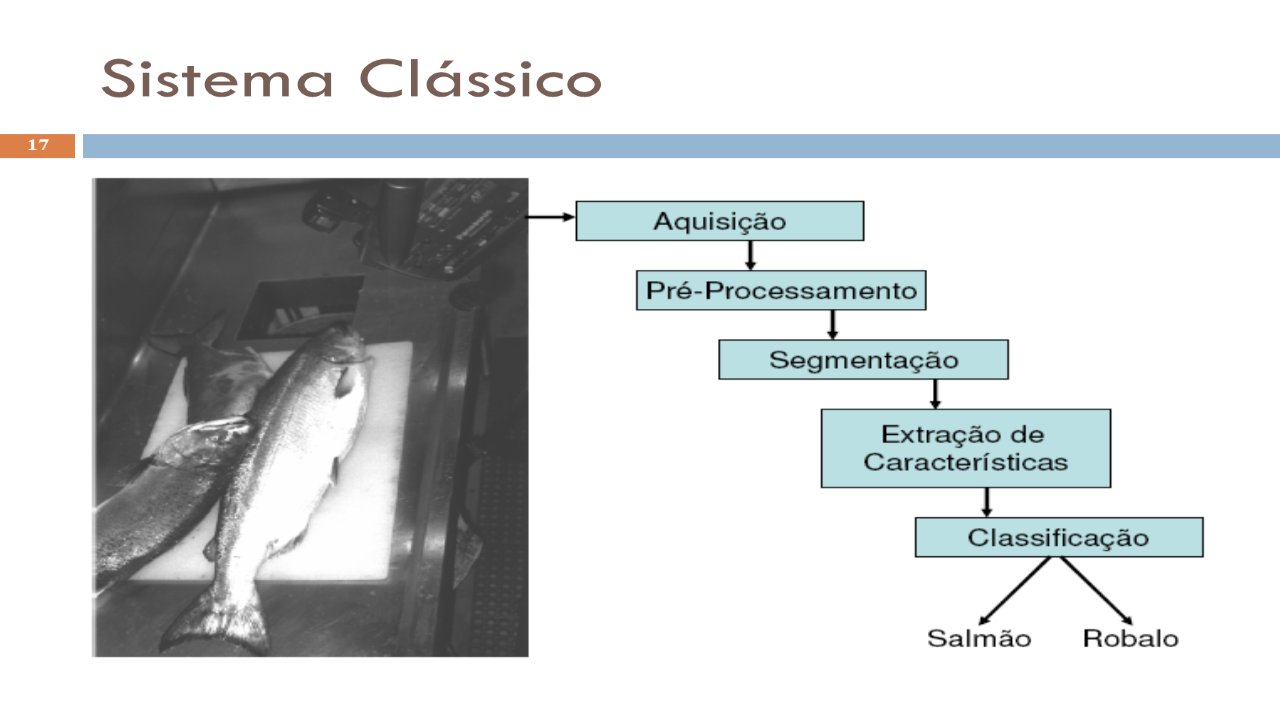 Sistema Clássico
17
Aquisição
Pré-Processamento
Segmentação
Extração de
Características
Classificação
Salmão
Robalo